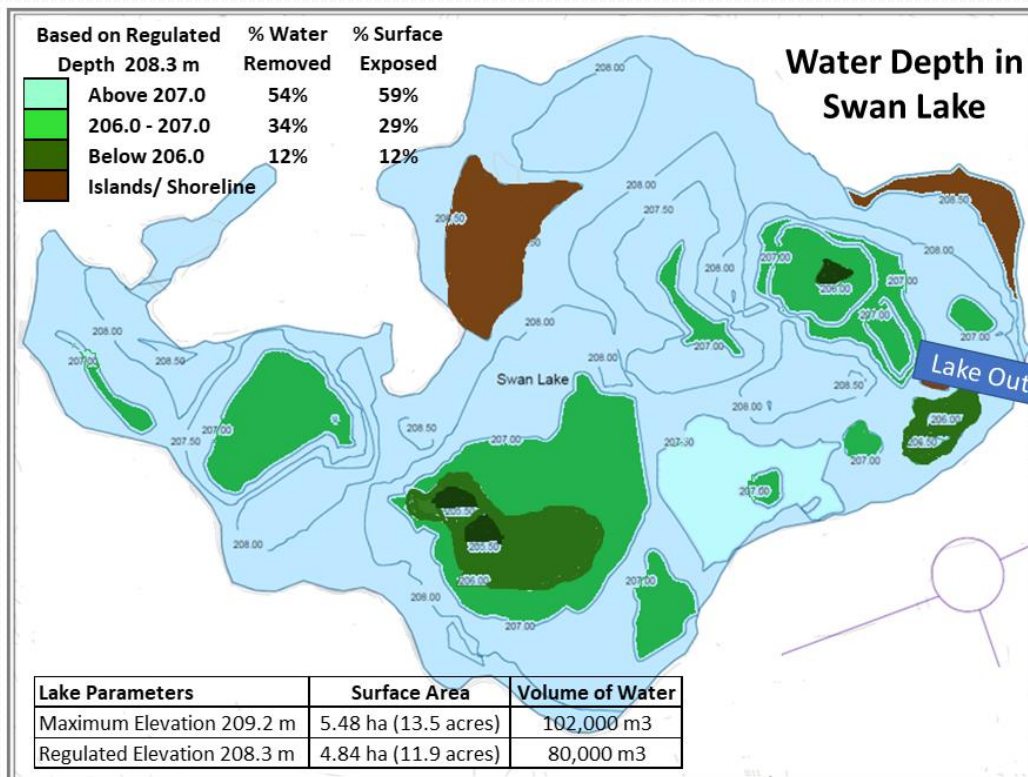 Water Depth in
Swan Lake
Based on Regulated % Water % Surface
Depth 208.3 m Removed Exposed
Above 207.0 54% 59%
206.0 - 207.0 34% 29%
Below 206.0 12% 12%
Islands/ Shoreline
208.00
208.00
207.50
208.50
208.00
207.00
206.00
207.00
207.00
208.00
207.00
208.00
208.50
207.00
207.50
207.00
208.00
208.00
207.00
Swan Lake
Lake Out
208.50
208.00
206.00
208.50
207.00
207.00
207.00
205.50
206.00
208.00
207.00
208.00
207.00
Lake Parameters Surface Area Volume of Water
Maximum Elevation 209.2 m 5.48 ha (13.5 acres) 102,000 m3
Regulated Elevation 208.3 m 4.84 ha (11.9 acres) 80,000 m3